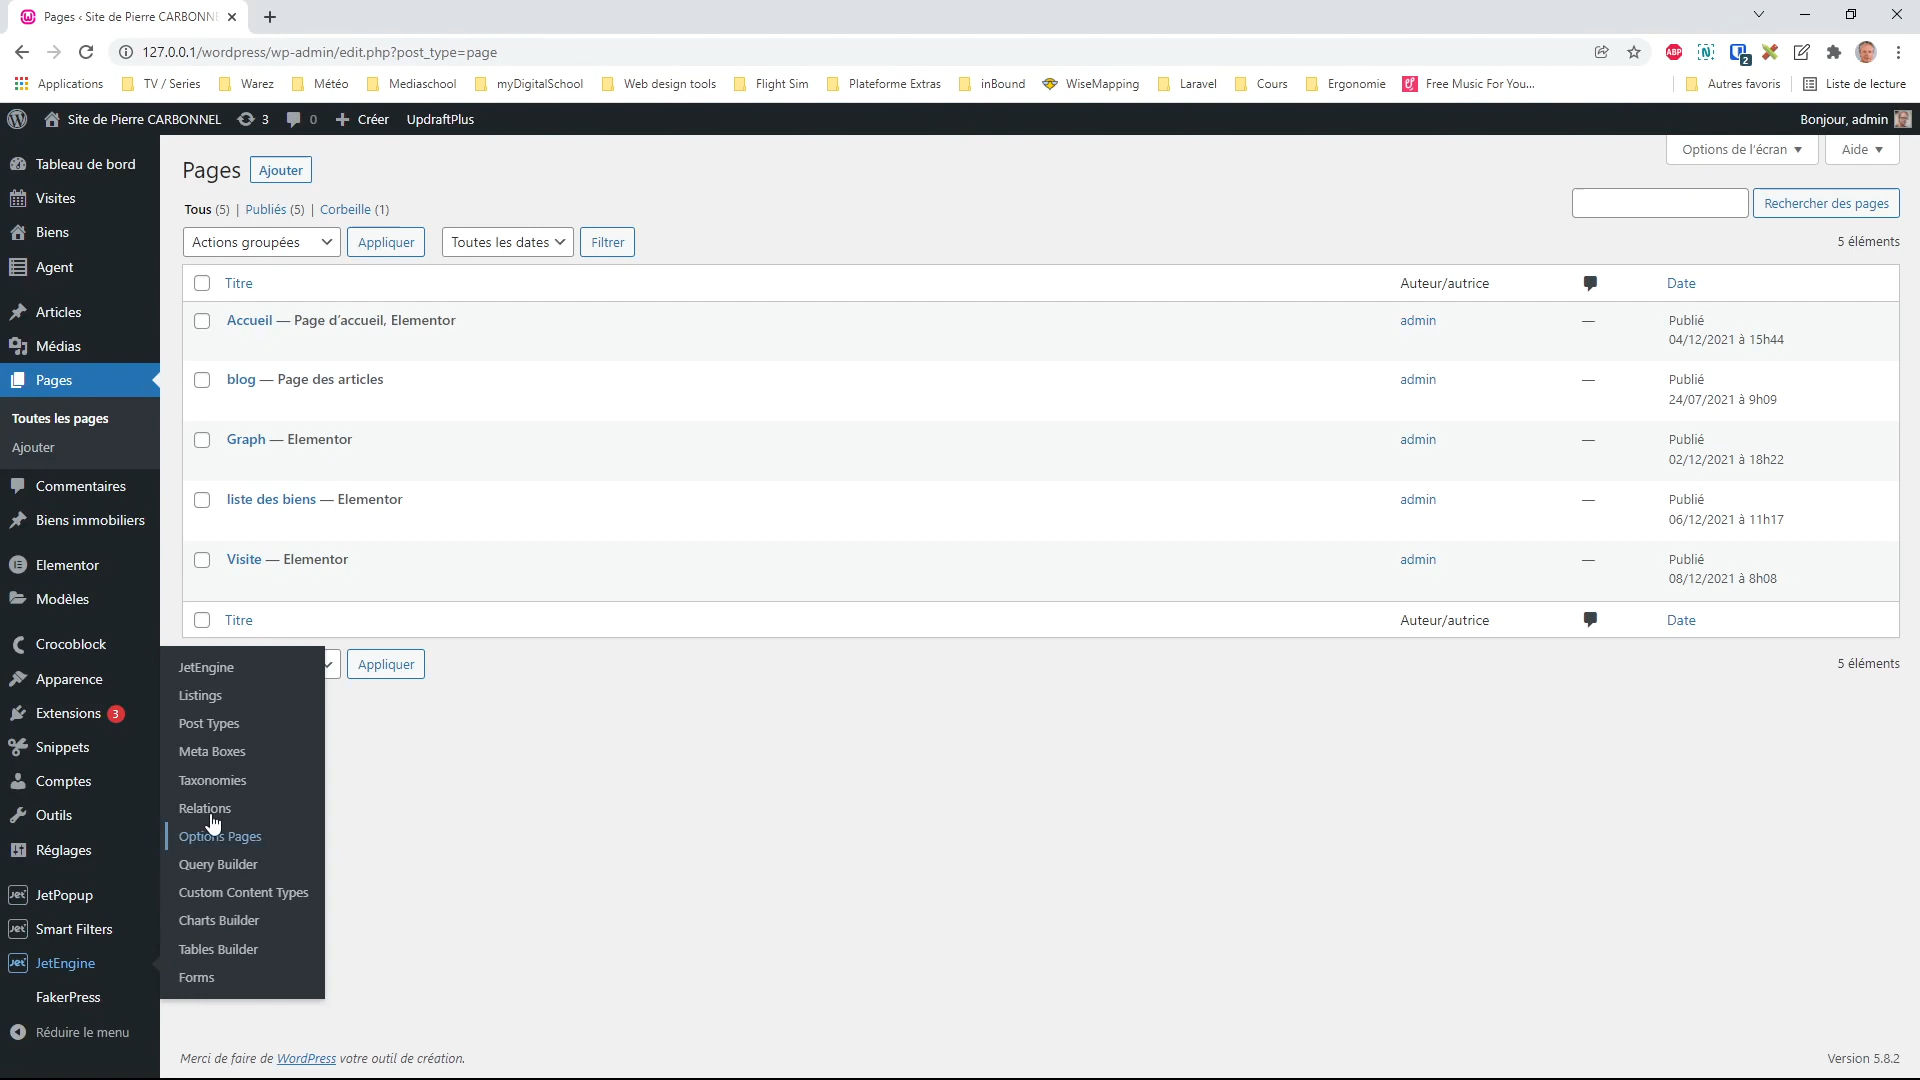 Pages ‹ Site de Pierre CARBONNE
127.0.0.1/wordpress/wp-admin/edit.php?post_type=page
ABP
2
Applications
TV / Series
Warez
Météo
Mediaschool
myDigitalSchool
Web design tools
Flight Sim
Plateforme Extras
inBound
WiseMapping
Laravel
Cours
Ergonomie
Free Music For You...
Autres favoris
Liste de lecture
Site de Pierre CARBONNEL
3
0
Créer
UpdraftPlus
Bonjour, admin
Tableau de bord
Visites
Biens
Agent
Articles
Médias
Pages
Toutes les pages
Ajouter
Commentaires
Biens immobiliers
Elementor
Modèles
Crocoblock
Apparence
Extensions 3
Snippets
Comptes
Outils
Réglages
JetPopup
Smart Filters
JetEngine
FakerPress
Réduire le menu
JetEngine
Listings
Post Types
Meta Boxes
Taxonomies
Relations
Options Pages
Query Builder
Custom Content Types
Charts Builder
Tables Builder
Forms
Pages
Ajouter
Options de l'écran
Aide
Tous (5) | Publiés (5) | Corbeille (1)
Rechercher des pages
Actions groupées
Appliquer
Toutes les dates
Filtrer
5 éléments
Titre
Auteur/autrice
Date
Accueil — Page d'accueil, Elementor
admin
—
Publié
04/12/2021 à 15h44
blog — Page des articles
admin
—
Publié
24/07/2021 à 9h09
Graph — Elementor
admin
—
Publié
02/12/2021 à 18h22
liste des biens — Elementor
admin
—
Publié
06/12/2021 à 11h17
Visite — Elementor
admin
—
Publié
08/12/2021 à 8h08
Titre
Auteur/autrice
Date
Appliquer
5 éléments
Merci de faire de WordPress votre outil de création.
Version 5.8.2